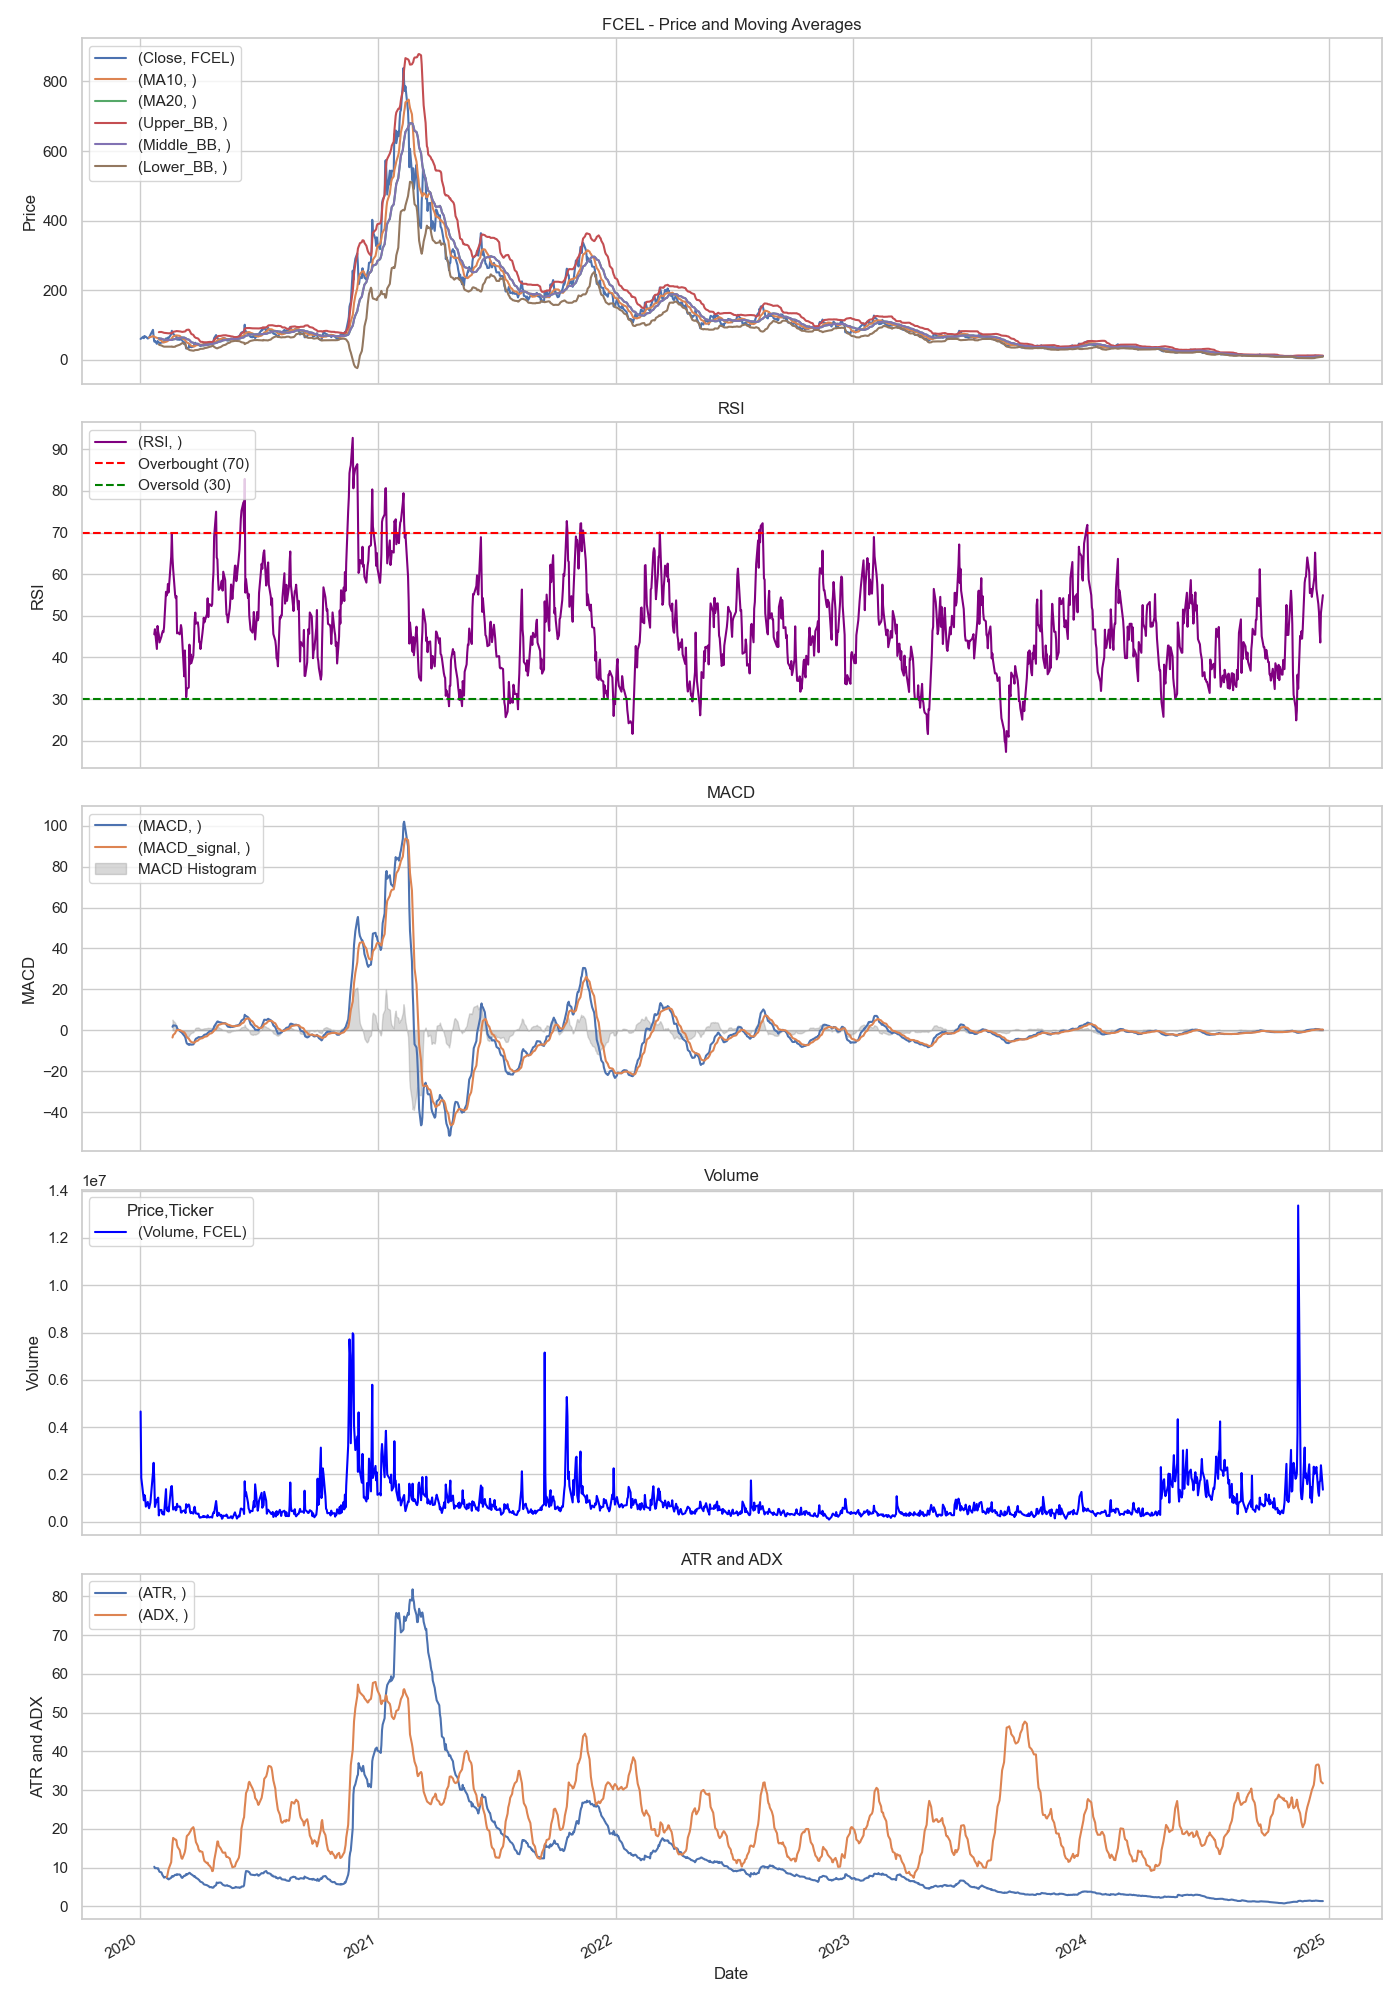 FCEL - Price and Moving Averages
(Close, FCEL)
(MA10, )
(MA20, )
(Upper_BB, )
(Middle_BB, )
(Lower_BB, )
800
600
400
200
0
Price
RSI
(RSI, )
Overbought (70)
Oversold (30)
90
80
70
60
50
40
30
20
RSI
MACD
(MACD, )
(MACD_signal, )
MACD Histogram
100
80
60
40
20
0
−20
−40
MACD
Volume
1e7
Price,Ticker
(Volume, FCEL)
1.4
1.2
1.0
0.8
0.6
0.4
0.2
0.0
Volume
ATR and ADX
(ATR, )
(ADX, )
80
70
60
50
40
30
20
10
0
ATR and ADX
2020
2021
2022
2023
2024
2025
Date